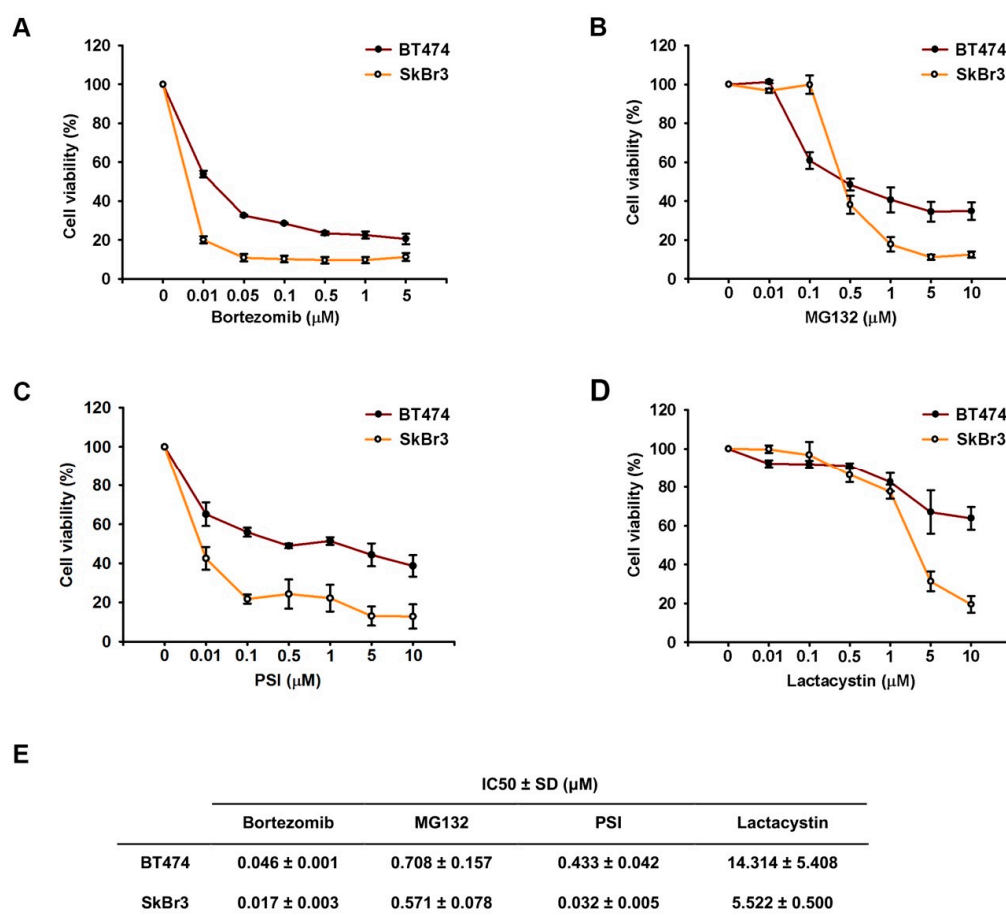 A
120
100
80
60
40
20
0
Cell viability (%)
BT474
SkBr3
0 0.01 0.05 0.1 0.5 1 5
Bortezomib (μM)
B
120
100
80
60
40
20
0
Cell viability (%)
BT474
SkBr3
0 0.01 0.1 0.5 1 5 10
MG132 (μM)
C
120
100
80
60
40
20
0
Cell viability (%)
BT474
SkBr3
0 0.01 0.1 0.5 1 5 10
PSI (μM)
D
120
100
80
60
40
20
0
Cell viability (%)
BT474
SkBr3
0 0.01 0.1 0.5 1 5 10
Lactacystin (μM)
E
IC50 ± SD (μM)
Bortezomib MG132 PSI Lactacystin
BT474 0.046 ± 0.001 0.708 ± 0.157 0.433 ± 0.042 14.314 ± 5.408
SkBr3 0.017 ± 0.003 0.571 ± 0.078 0.032 ± 0.005 5.522 ± 0.500